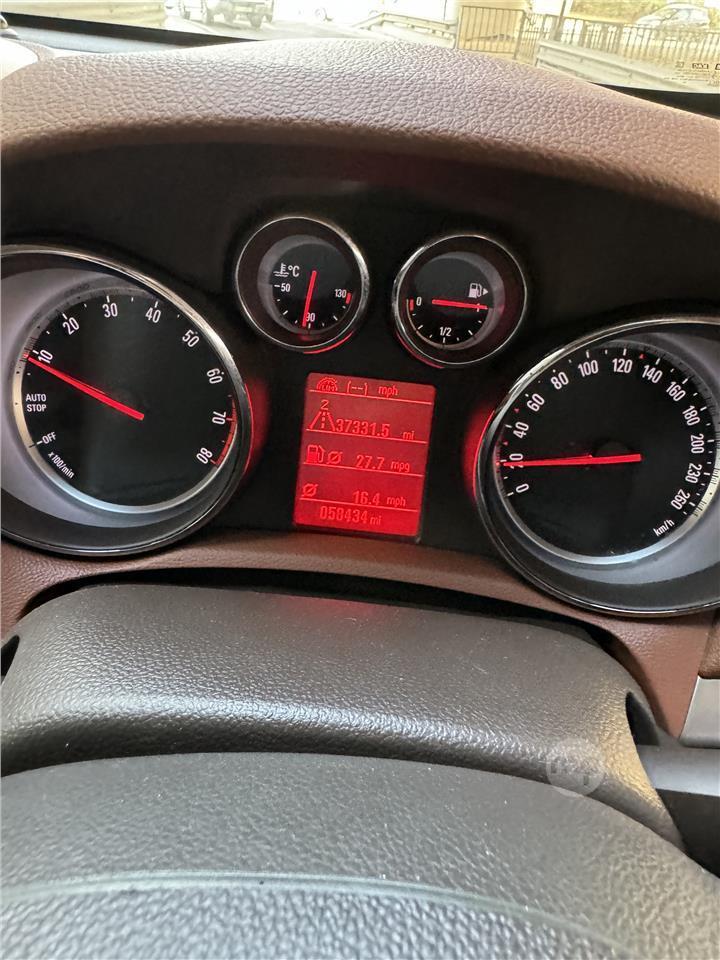 °C
50
90
130
0
1/2
10
20
30
40
50
60
70
80
AUTO
STOP
OFF
x 100/min
LIM (--) mph
2
37331.5 mi
Ø 27.7 mpg
Ø 16.4 mph
058434 mi
0
20
40
60
80
100
120
140
160
180
200
220
240
260
km/h